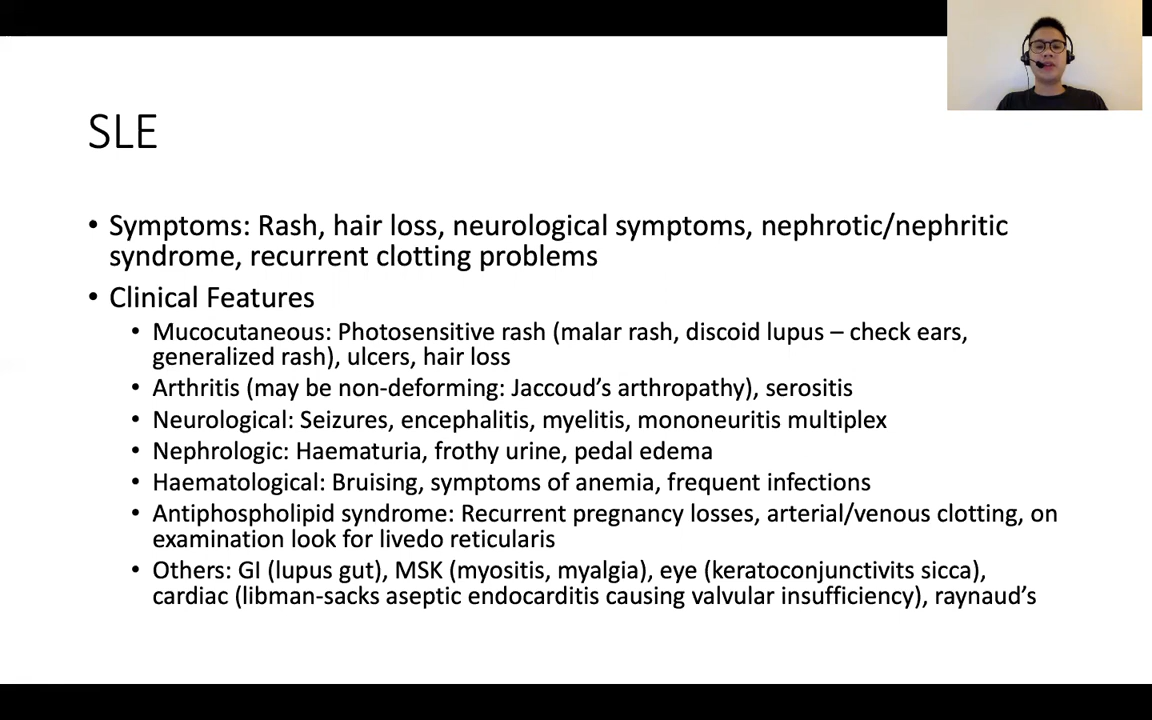 SLE
• Symptoms: Rash, hair loss, neurological symptoms, nephrotic/nephritic
syndrome, recurrent clotting problems
• Clinical Features
• Mucocutaneous: Photosensitive rash (malar rash, discoid lupus – check ears,
generalized rash), ulcers, hair loss
• Arthritis (may be non-deforming: Jaccoud’s arthropathy), serositis
• Neurological: Seizures, encephalitis, myelitis, mononeuritis multiplex
• Nephrologic: Haematuria, frothy urine, pedal edema
• Haematological: Bruising, symptoms of anemia, frequent infections
• Antiphospholipid syndrome: Recurrent pregnancy losses, arterial/venous clotting, on
examination look for livedo reticularis
• Others: GI (lupus gut), MSK (myositis, myalgia), eye (keratoconjunctivits sicca),
cardiac (libman-sacks aseptic endocarditis causing valvular insufficiency), raynaud’s